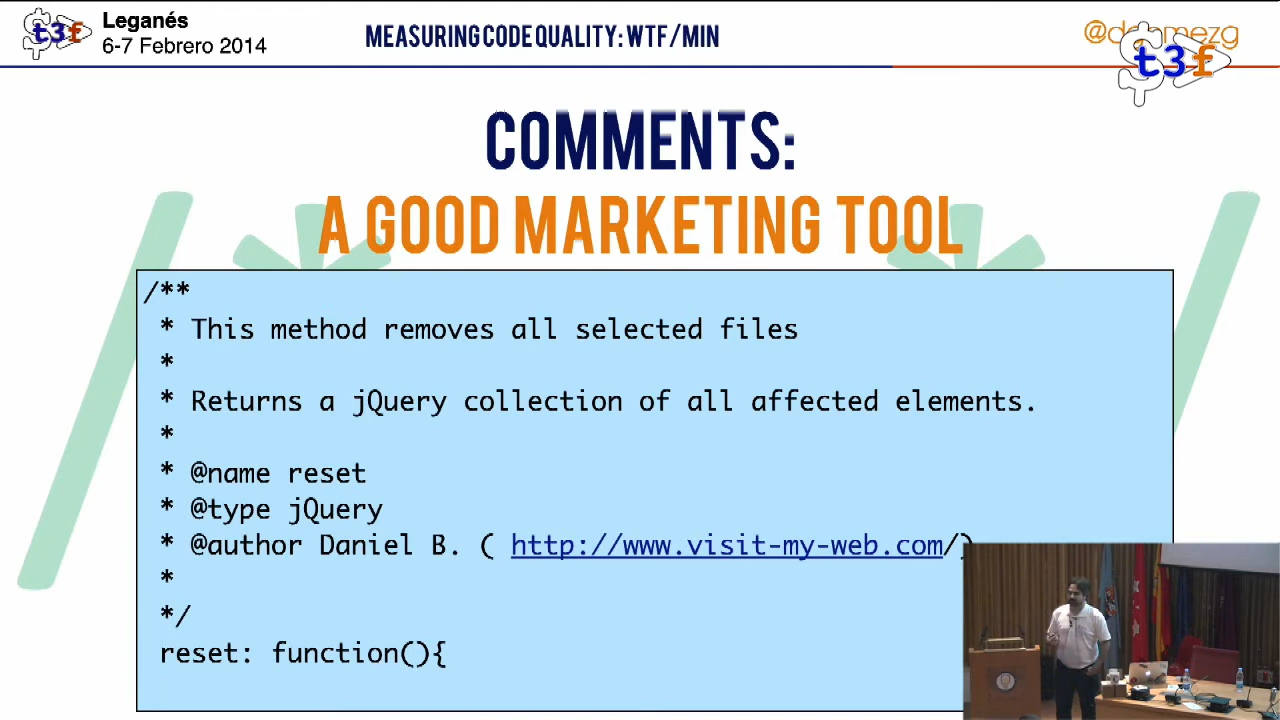 t3f
Leganés
6-7 Febrero 2014
MEASURING CODE QUALITY: WTF/MIN
t3f
COMMENTS:
A GOOD MARKETING TOOL
/**
* This method removes all selected files
*
* Returns a jQuery collection of all affected elements.
*
* @name reset
* @type jQuery
* @author Daniel B. ( http://www.visit-my-web.com/)
*
*/
reset: function(){